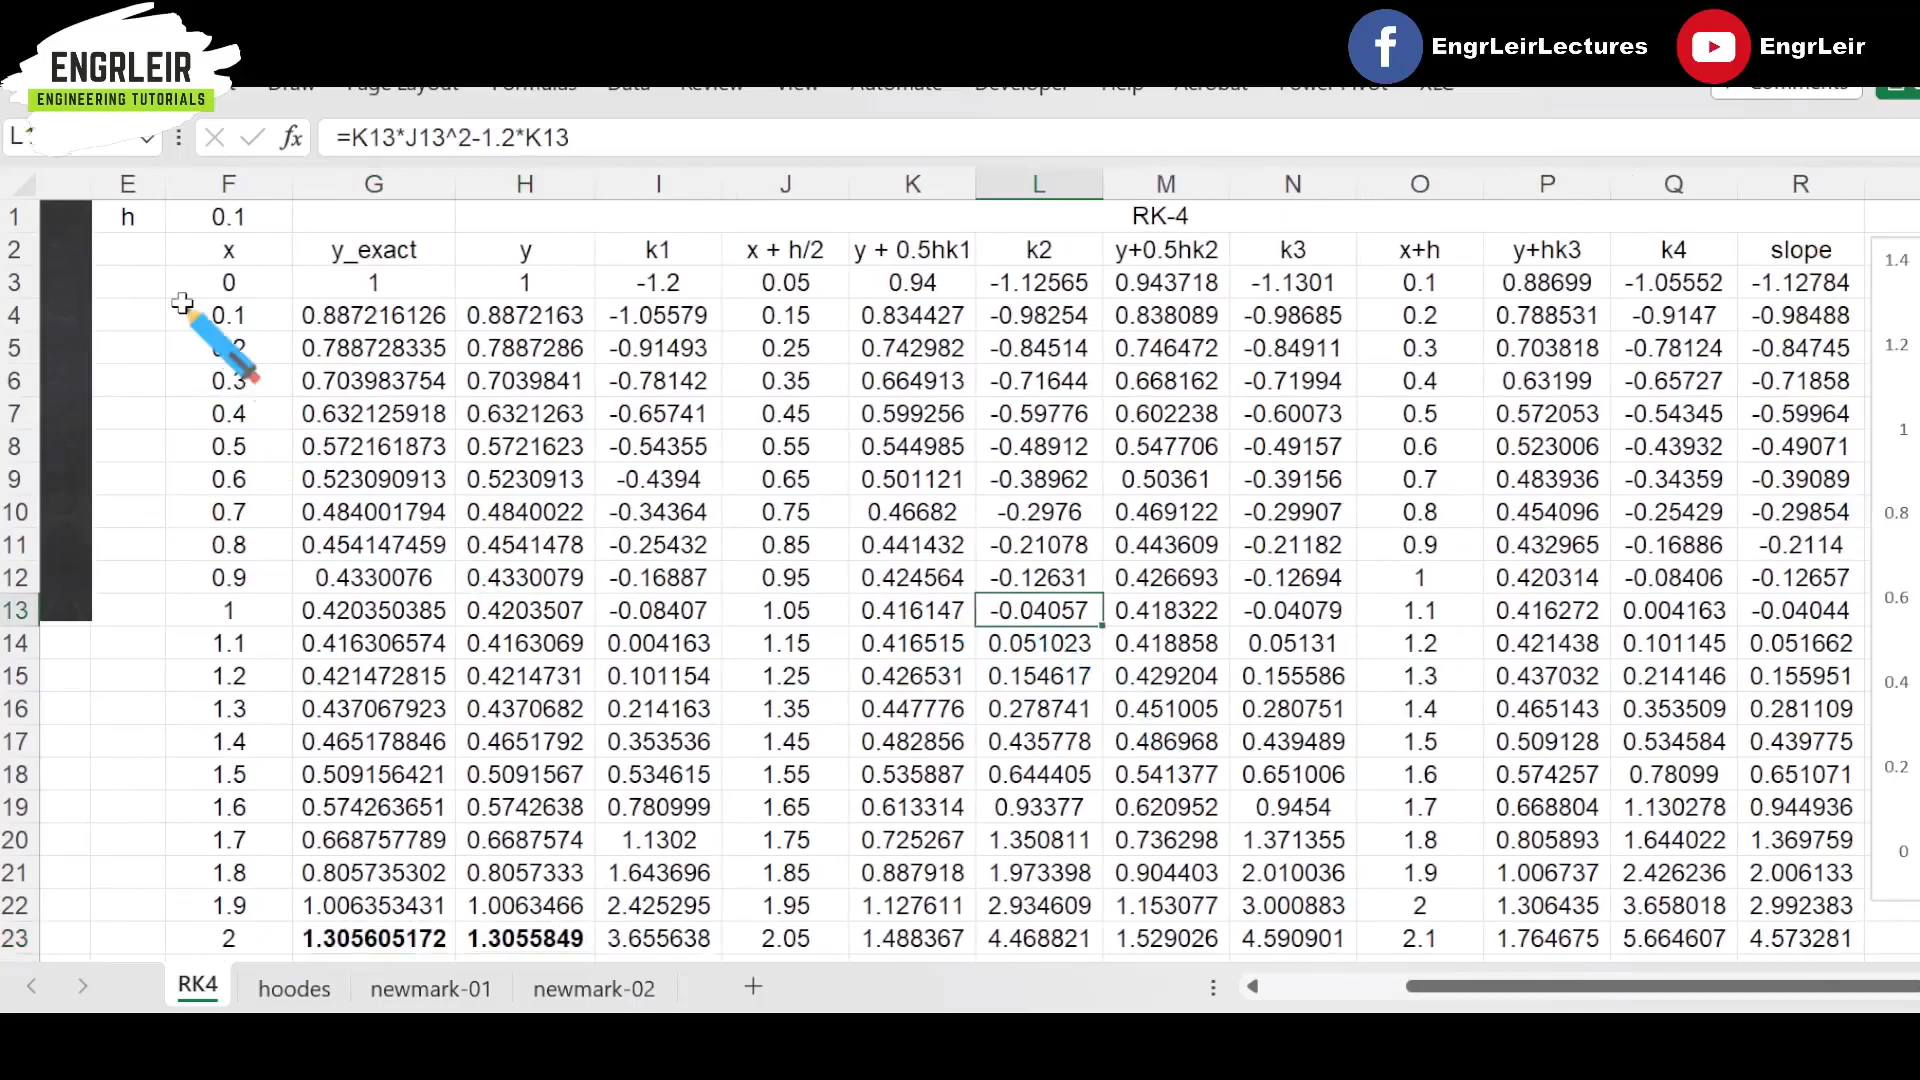 ENGRLEIR
ENGINEERING TUTORIALS
EngrLeirLectures
EngrLeir
Draw Page Layout Formulas Data Review View Automate Developer Help Acrobat Power Pivot XLE Comments
=K13*J13^2-1.2*K13
E F G H I J K L M N O P Q R
1 h 0.1 RK-4
2 x y_exact y k1 x + h/2 y + 0.5hk1 k2 y+0.5hk2 k3 x+h y+hk3 k4 slope
3 0 1 1 -1.2 0.05 0.94 -1.12565 0.943718 -1.1301 0.1 0.88699 -1.05552 -1.12784
4 0.1 0.887216126 0.8872163 -1.05579 0.15 0.834427 -0.98254 0.838089 -0.98685 0.2 0.788531 -0.9147 -0.98488
5 0.2 0.788728335 0.7887286 -0.91493 0.25 0.742982 -0.84514 0.746472 -0.84911 0.3 0.703818 -0.78124 -0.84745
6 0.3 0.703983754 0.7039841 -0.78142 0.35 0.664913 -0.71644 0.668162 -0.71994 0.4 0.63199 -0.65727 -0.71858
7 0.4 0.632125918 0.6321263 -0.65741 0.45 0.599256 -0.59776 0.602238 -0.60073 0.5 0.572053 -0.54345 -0.59964
8 0.5 0.572161873 0.5721623 -0.54355 0.55 0.544985 -0.48912 0.547706 -0.49157 0.6 0.523006 -0.43932 -0.49071
9 0.6 0.523090913 0.5230913 -0.4394 0.65 0.501121 -0.38962 0.50361 -0.39156 0.7 0.483936 -0.34359 -0.39089
10 0.7 0.484001794 0.4840022 -0.34364 0.75 0.46682 -0.2976 0.469122 -0.29907 0.8 0.454096 -0.25429 -0.29854
11 0.8 0.454147459 0.4541478 -0.25432 0.85 0.441432 -0.21078 0.443609 -0.21182 0.9 0.432965 -0.16886 -0.2114
12 0.9 0.4330076 0.4330079 -0.16887 0.95 0.424564 -0.12631 0.426693 -0.12694 1 0.420314 -0.08406 -0.12657
13 1 0.420350385 0.4203507 -0.08407 1.05 0.416147 -0.04057 0.418322 -0.04079 1.1 0.416272 0.004163 -0.04044
14 1.1 0.416306574 0.4163069 0.004163 1.15 0.416515 0.051023 0.418858 0.05131 1.2 0.421438 0.101145 0.051662
15 1.2 0.421472815 0.4214731 0.101154 1.25 0.426531 0.154617 0.429204 0.155586 1.3 0.437032 0.214146 0.155951
16 1.3 0.437067923 0.4370682 0.214163 1.35 0.447776 0.278741 0.451005 0.280751 1.4 0.465143 0.353509 0.281109
17 1.4 0.465178846 0.4651792 0.353536 1.45 0.482856 0.435778 0.486968 0.439489 1.5 0.509128 0.534584 0.439775
18 1.5 0.509156421 0.5091567 0.534615 1.55 0.535887 0.644405 0.541377 0.651006 1.6 0.574257 0.78099 0.651071
19 1.6 0.574263651 0.5742638 0.780999 1.65 0.613314 0.93377 0.620952 0.9454 1.7 0.668804 1.130278 0.944936
20 1.7 0.668757789 0.6687574 1.1302 1.75 0.725267 1.350811 0.736298 1.371355 1.8 0.805893 1.644022 1.369759
21 1.8 0.805735302 0.8057333 1.643696 1.85 0.887918 1.973398 0.904403 2.010036 1.9 1.006737 2.426236 2.006133
22 1.9 1.006353431 1.0063466 2.425295 1.95 1.127611 2.934609 1.153077 3.000883 2 1.306435 3.658018 2.992383
23 2 1.305605172 1.3055849 3.655638 2.05 1.488367 4.468821 1.529026 4.590901 2.1 1.764675 5.664607 4.573281
1.4
1.2
1
0.8
0.6
0.4
0.2
0
RK4 hoodes newmark-01 newmark-02